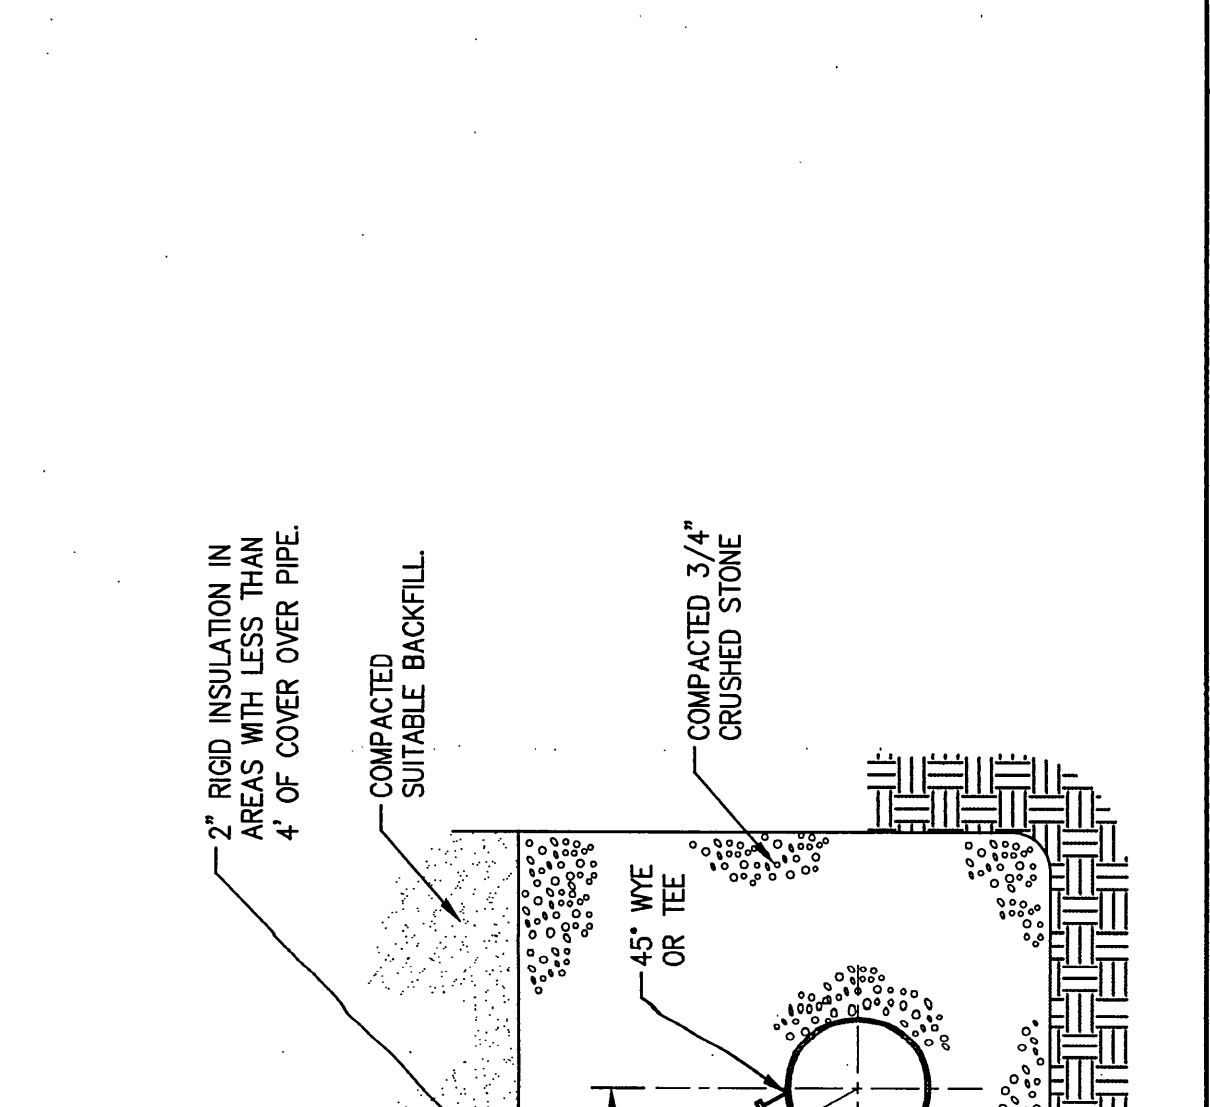 2" RIGID INSULATION IN
AREAS WITH LESS THAN
4' OF COVER OVER PIPE.
COMPACTED
SUITABLE BACKFILL.
COMPACTED 3/4"
CRUSHED STONE
45° WYE
OR TEE